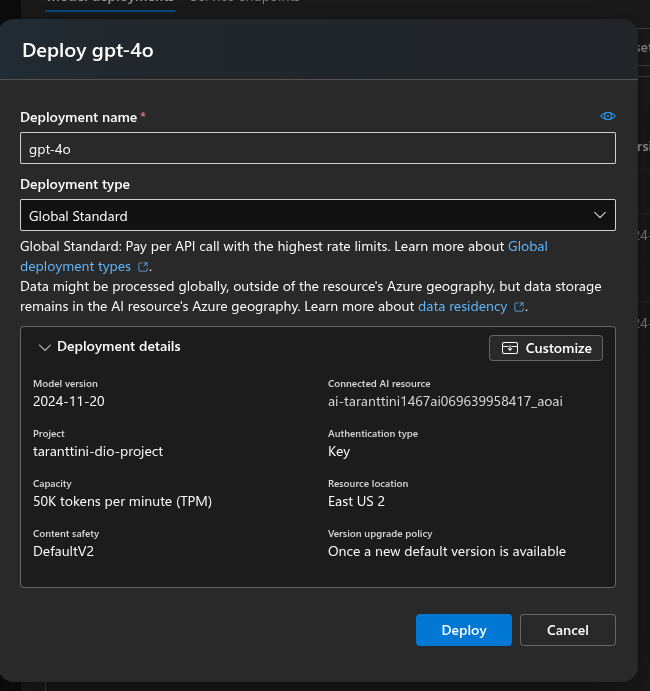 Model deployments Service endpoints
Deploy gpt-4o
Deployment name *
gpt-4o
Deployment type
Global Standard
Global Standard: Pay per API call with the highest rate limits. Learn more about Global
deployment types.
Data might be processed globally, outside of the resource's Azure geography, but data storage
remains in the AI resource's Azure geography. Learn more about data residency.
Deployment details
Customize
Model version
2024-11-20
Connected AI resource
ai-taranttini1467ai069639958417_aoai
Project
taranttini-dio-project
Authentication type
Key
Capacity
50K tokens per minute (TPM)
Resource location
East US 2
Content safety
DefaultV2
Version upgrade policy
Once a new default version is available
Deploy
Cancel